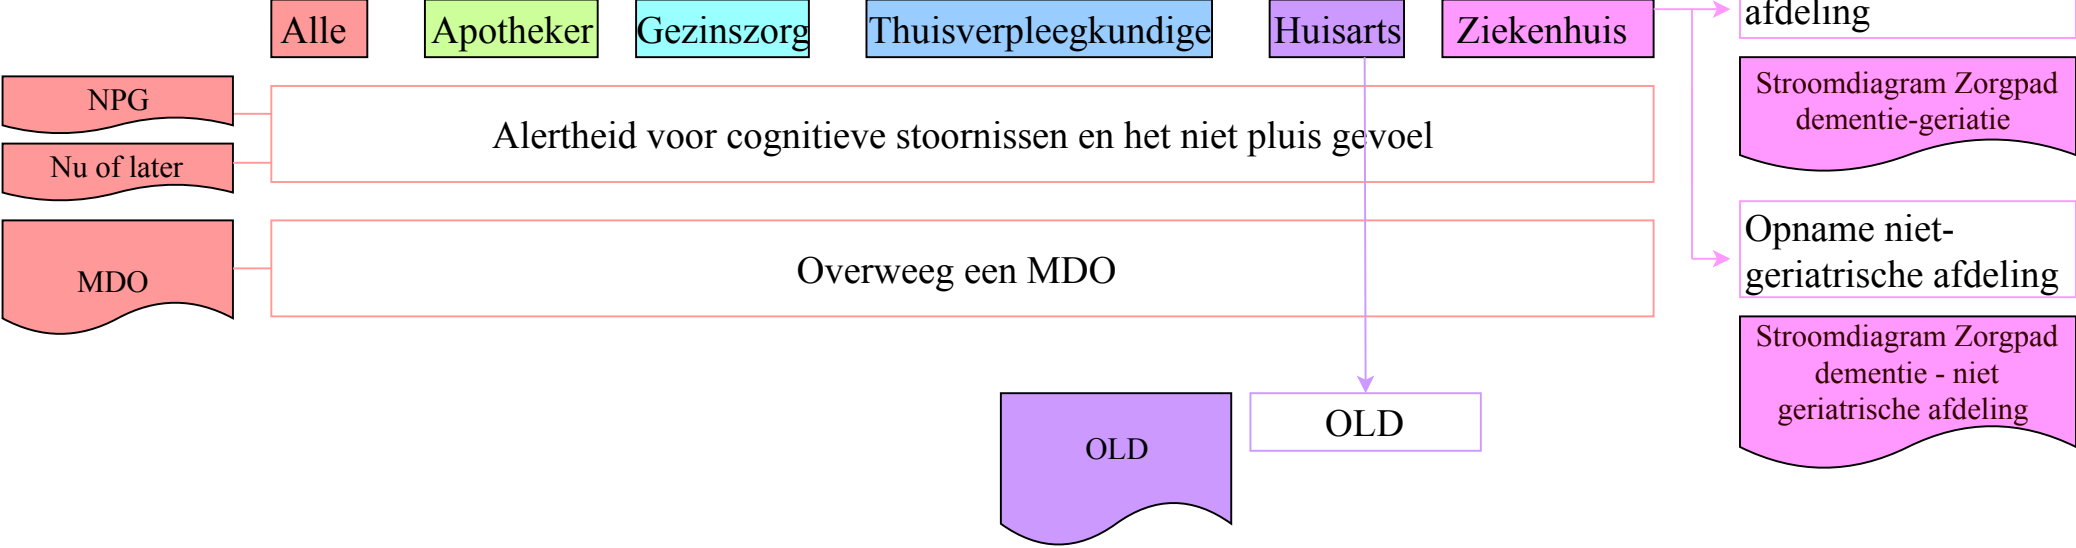 Alle
Apotheker
Gezinszorg
Thuisverpleegkundige
Huisarts
Ziekenhuis
afdeling
NPG
Nu of later
Alertheid voor cognitieve stoornissen en het niet pluis gevoel
Stroomdiagram Zorgpad
dementie-geriatie
MDO
Overweeg een MDO
Opname niet-
geriatrische afdeling
Stroomdiagram Zorgpad
dementie - niet
geriatrische afdeling
OLD
OLD